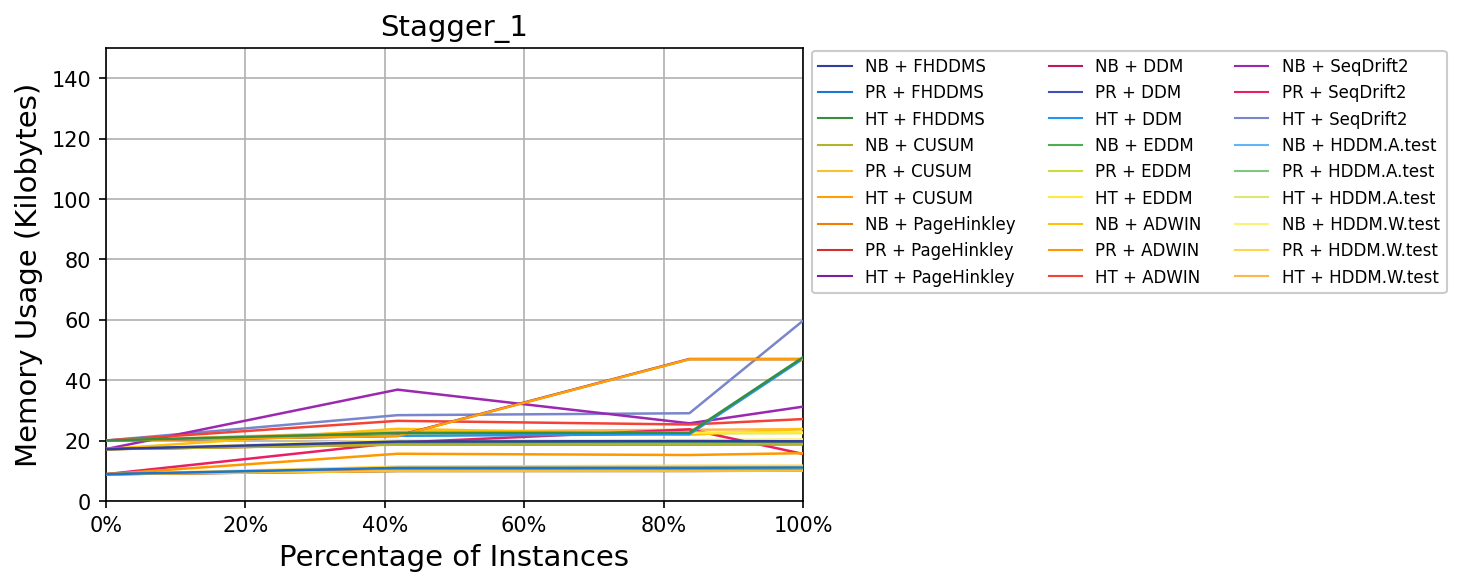 Stagger_1
Memory Usage (Kilobytes)
140
120
100
80
60
40
20
0
0%
20%
40%
60%
80%
100%
Percentage of Instances
NB + FHDDMS
PR + FHDDMS
HT + FHDDMS
NB + CUSUM
PR + CUSUM
HT + CUSUM
NB + PageHinkley
PR + PageHinkley
HT + PageHinkley
NB + DDM
PR + DDM
HT + DDM
NB + EDDM
PR + EDDM
HT + EDDM
NB + ADWIN
PR + ADWIN
HT + ADWIN
NB + SeqDrift2
PR + SeqDrift2
HT + SeqDrift2
NB + HDDM.A.test
PR + HDDM.A.test
HT + HDDM.A.test
NB + HDDM.W.test
PR + HDDM.W.test
HT + HDDM.W.test